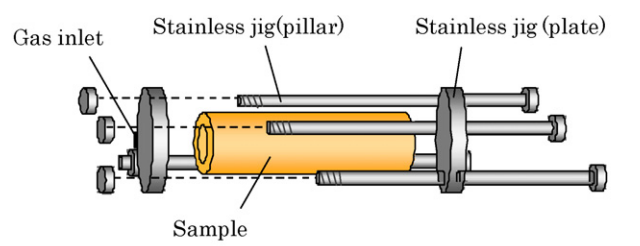 Gas inlet
Stainless jig(pillar)
Stainless jig (plate)
Sample